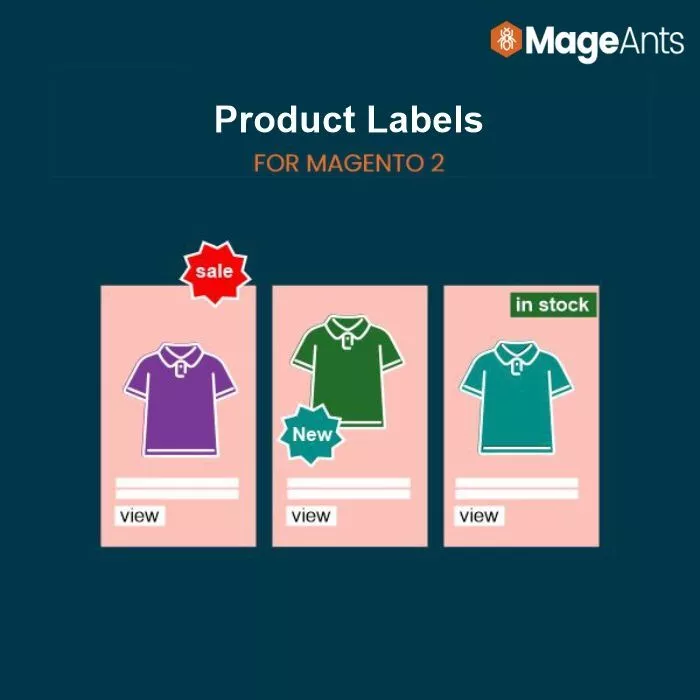 MageAnts
Product Labels
FOR MAGENTO 2
sale
in stock
New
view
view
view